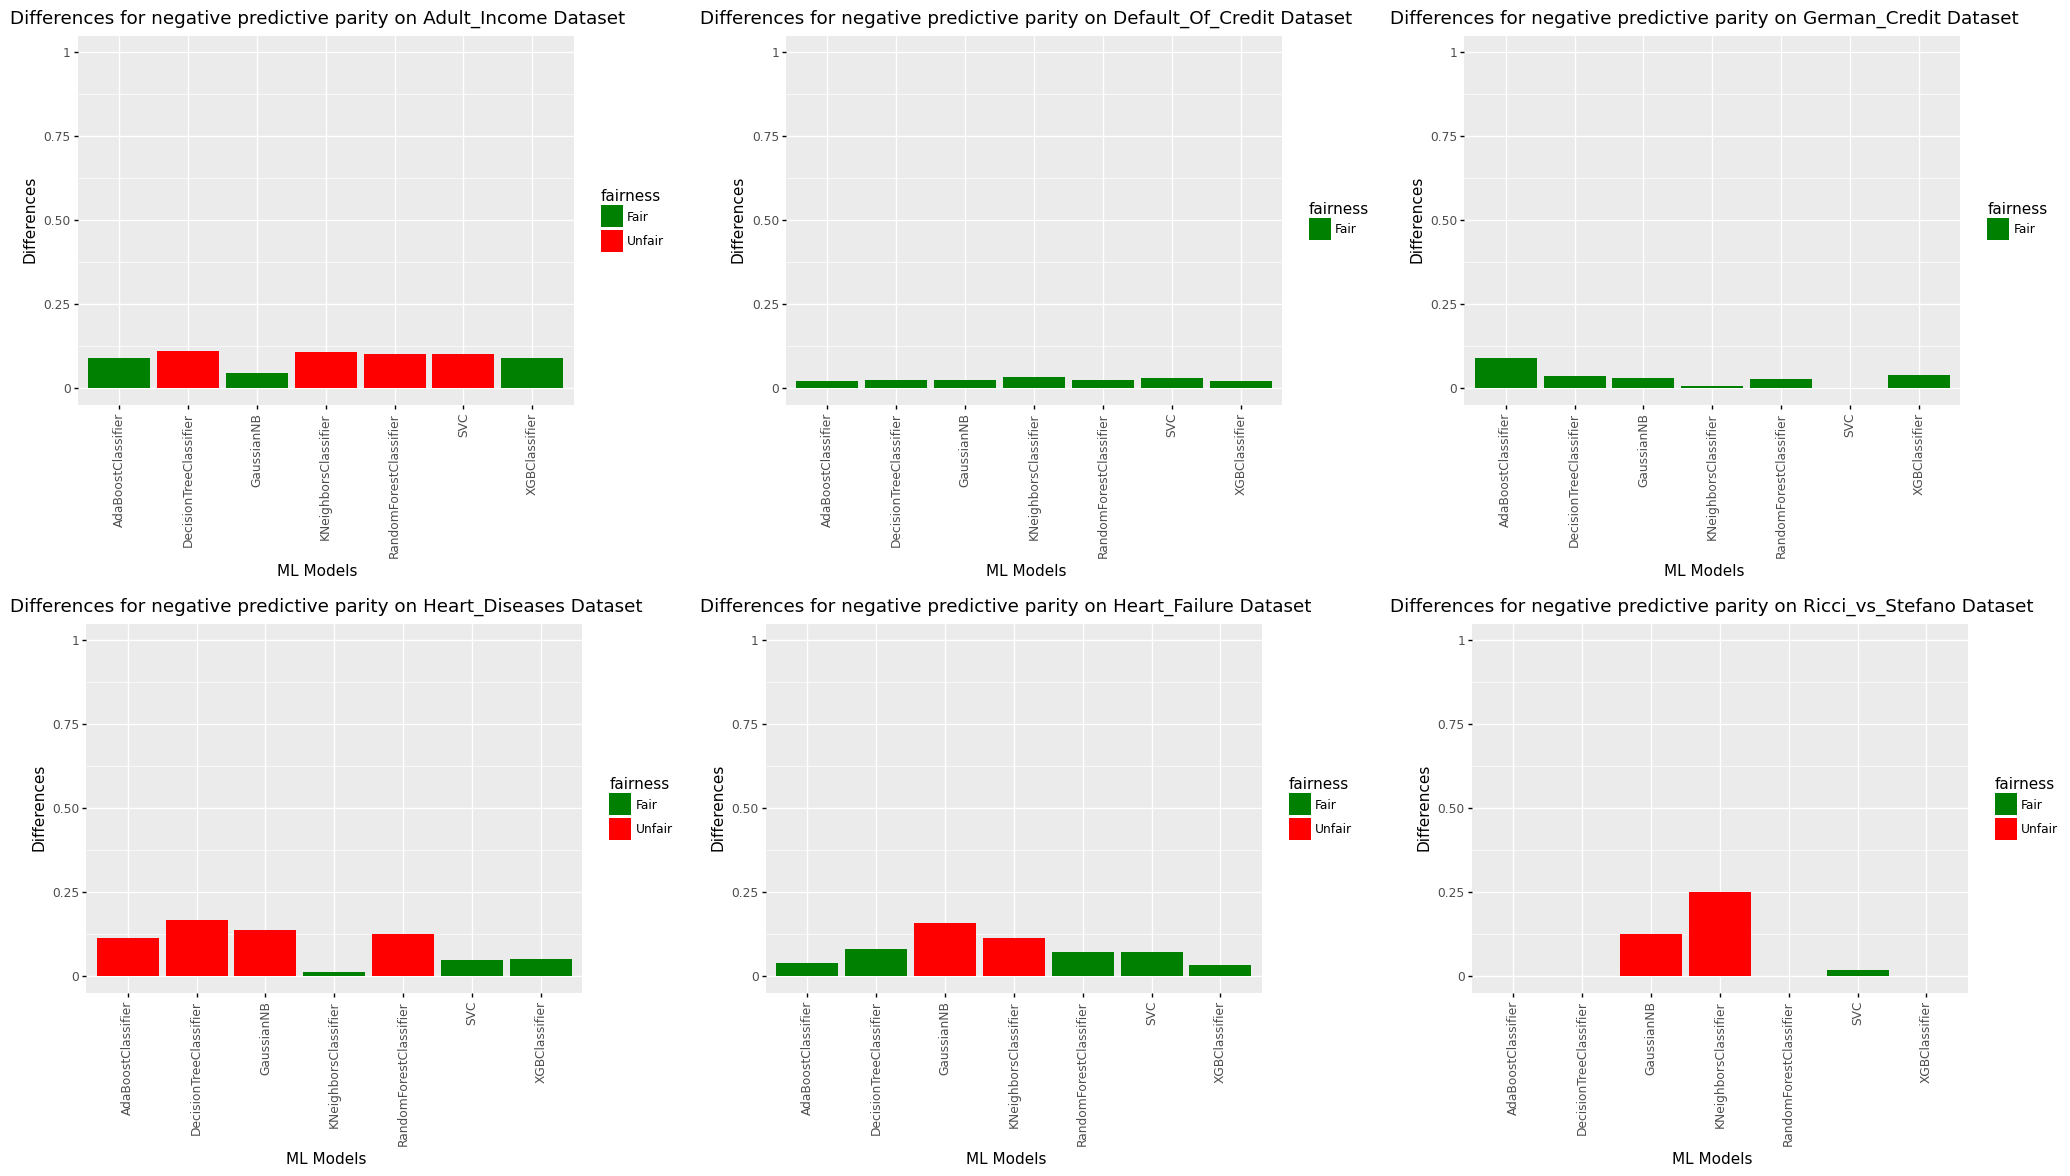 Differences for negative predictive parity on Adult_Income Dataset
1
0.75
0.50
0.25
0
Differences
AdaBoostClassifier
DecisionTreeClassifier
GaussianNB
KNeighborsClassifier
RandomForestClassifier
SVC
XGBClassifier
ML Models
fairness
Fair
Unfair
Differences for negative predictive parity on Default_Of_Credit Dataset
1
0.75
0.50
0.25
0
Differences
AdaBoostClassifier
DecisionTreeClassifier
GaussianNB
KNeighborsClassifier
RandomForestClassifier
SVC
XGBClassifier
ML Models
fairness
Fair
Differences for negative predictive parity on German_Credit Dataset
1
0.75
0.50
0.25
0
Differences
AdaBoostClassifier
DecisionTreeClassifier
GaussianNB
KNeighborsClassifier
RandomForestClassifier
SVC
XGBClassifier
ML Models
fairness
Fair
Differences for negative predictive parity on Heart_Diseases Dataset
1
0.75
0.50
0.25
0
Differences
AdaBoostClassifier
DecisionTreeClassifier
GaussianNB
KNeighborsClassifier
RandomForestClassifier
SVC
XGBClassifier
ML Models
fairness
Fair
Unfair
Differences for negative predictive parity on Heart_Failure Dataset
1
0.75
0.50
0.25
0
Differences
AdaBoostClassifier
DecisionTreeClassifier
GaussianNB
KNeighborsClassifier
RandomForestClassifier
SVC
XGBClassifier
ML Models
fairness
Fair
Unfair
Differences for negative predictive parity on Ricci_vs_Stefano Dataset
1
0.75
0.50
0.25
0
Differences
AdaBoostClassifier
DecisionTreeClassifier
GaussianNB
KNeighborsClassifier
RandomForestClassifier
SVC
XGBClassifier
ML Models
fairness
Fair
Unfair